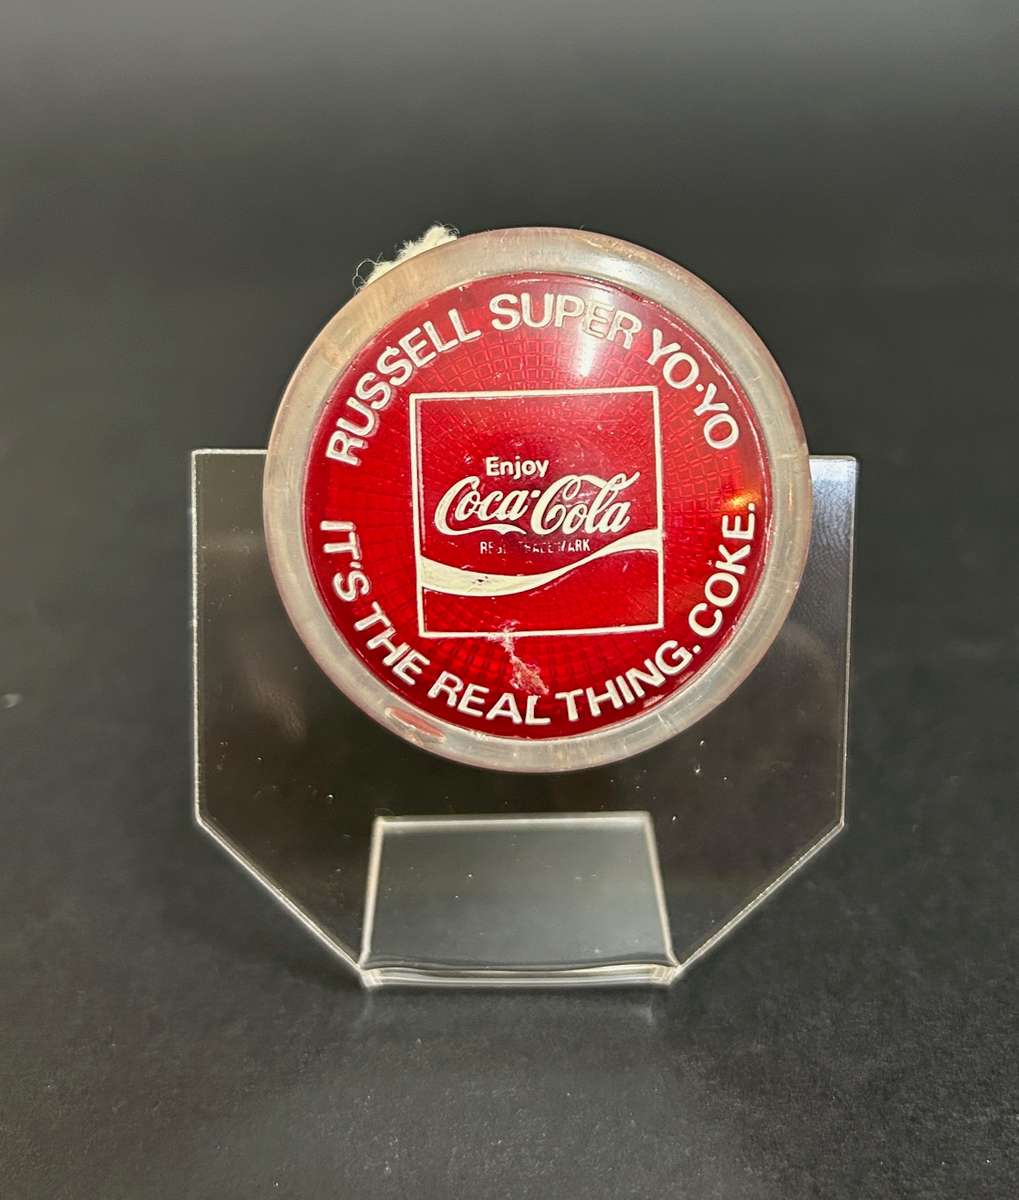 RUSSELL SUPER YO·YO
Enjoy
Coca-Cola
IT'S THE REAL THING. COKE.